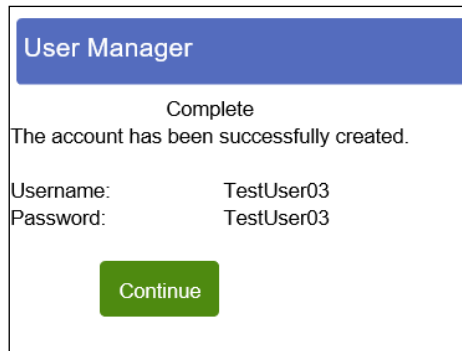 User Manager
Complete
The account has been successfully created.
Username: TestUser03
Password: TestUser03
Continue